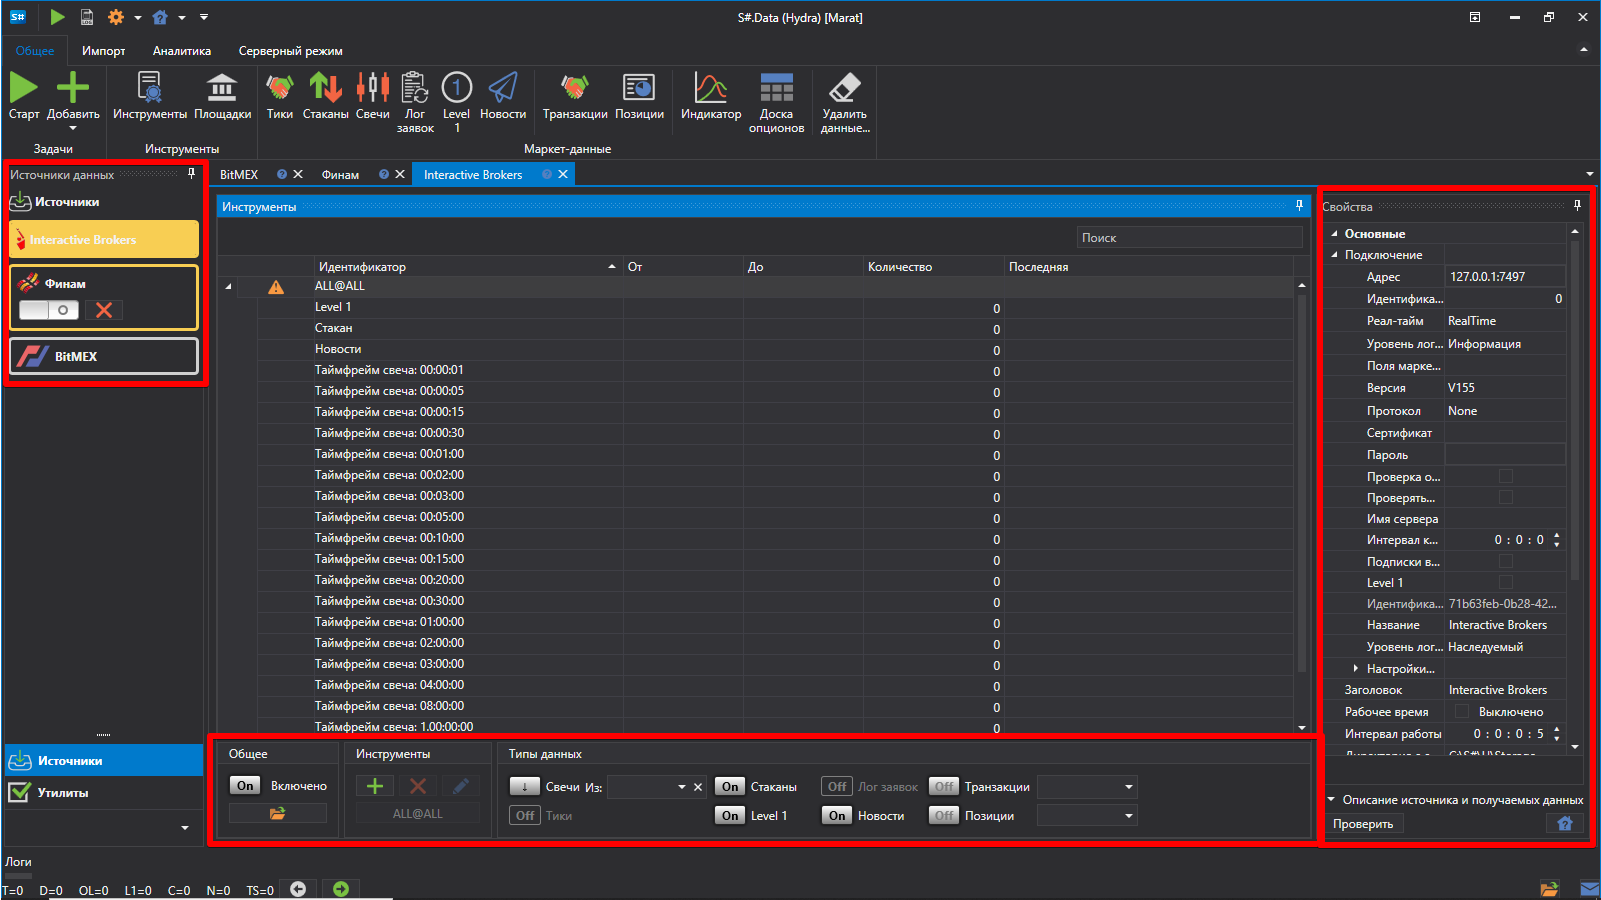 S#
LOG
S#.Data (Hydra) [Marat]
Общее Импорт Аналитика Серверный режим
Старт Добавить Инструменты Площадки Тики Стаканы Свечи Лог заявок Level 1 Новости Транзакции Позиции Индикатор Доска опционов Удалить данные...
Задачи Инструменты Маркет-данные
Источники данных
Источники
Interactive Brokers
Финам
BitMEX
Источники
Утилиты
BitMEX Финам Interactive Brokers
Инструменты
Поиск
Идентификатор От До Количество Последняя
ALL@ALL
Level 1 0
Стакан 0
Новости 0
Таймфрейм свеча: 00:00:01 0
Таймфрейм свеча: 00:00:05 0
Таймфрейм свеча: 00:00:15 0
Таймфрейм свеча: 00:00:30 0
Таймфрейм свеча: 00:01:00 0
Таймфрейм свеча: 00:02:00 0
Таймфрейм свеча: 00:03:00 0
Таймфрейм свеча: 00:05:00 0
Таймфрейм свеча: 00:10:00 0
Таймфрейм свеча: 00:15:00 0
Таймфрейм свеча: 00:20:00 0
Таймфрейм свеча: 00:30:00 0
Таймфрейм свеча: 01:00:00 0
Таймфрейм свеча: 02:00:00 0
Таймфрейм свеча: 03:00:00 0
Таймфрейм свеча: 04:00:00 0
Таймфрейм свеча: 08:00:00 0
Таймфрейм свеча: 1.00:00:00 0
Общее Инструменты Типы данных
On Включено Свечи Из: On Стаканы Off Лог заявок Off Транзакции
ALL@ALL Off Тики On Level 1 On Новости Off Позиции
Свойства
Основные
Подключение
Адрес 127.0.0.1:7497
Идентифика... 0
Реал-тайм RealTime
Уровень лог... Информация
Поля марке...
Версия V155
Протокол None
Сертификат
Пароль
Проверка о...
Проверять...
Имя сервера
Интервал к... 0 : 0 : 0
Подписки в...
Level 1
Идентифика... 71b63feb-0b28-42...
Название Interactive Brokers
Уровень лог... Наследуемый
Настройки...
Заголовок Interactive Brokers
Рабочее время Выключено
Интервал работы 0 : 0 : 0 : 5
Описание источника и получаемых данных
Проверить
Логи
T=0 D=0 OL=0 L1=0 C=0 N=0 TS=0